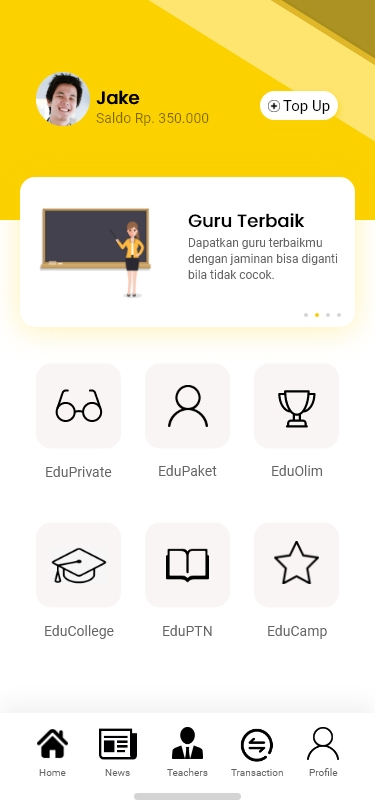 Jake
Saldo Rp. 350.000
Top Up
Guru Terbaik
Dapatkan guru terbaikmu
dengan jaminan bisa diganti
bila tidak cocok.
EduPrivate
EduPaket
EduOlim
EduCollege
EduPTN
EduCamp
Home
News
Teachers
Transaction
Profile